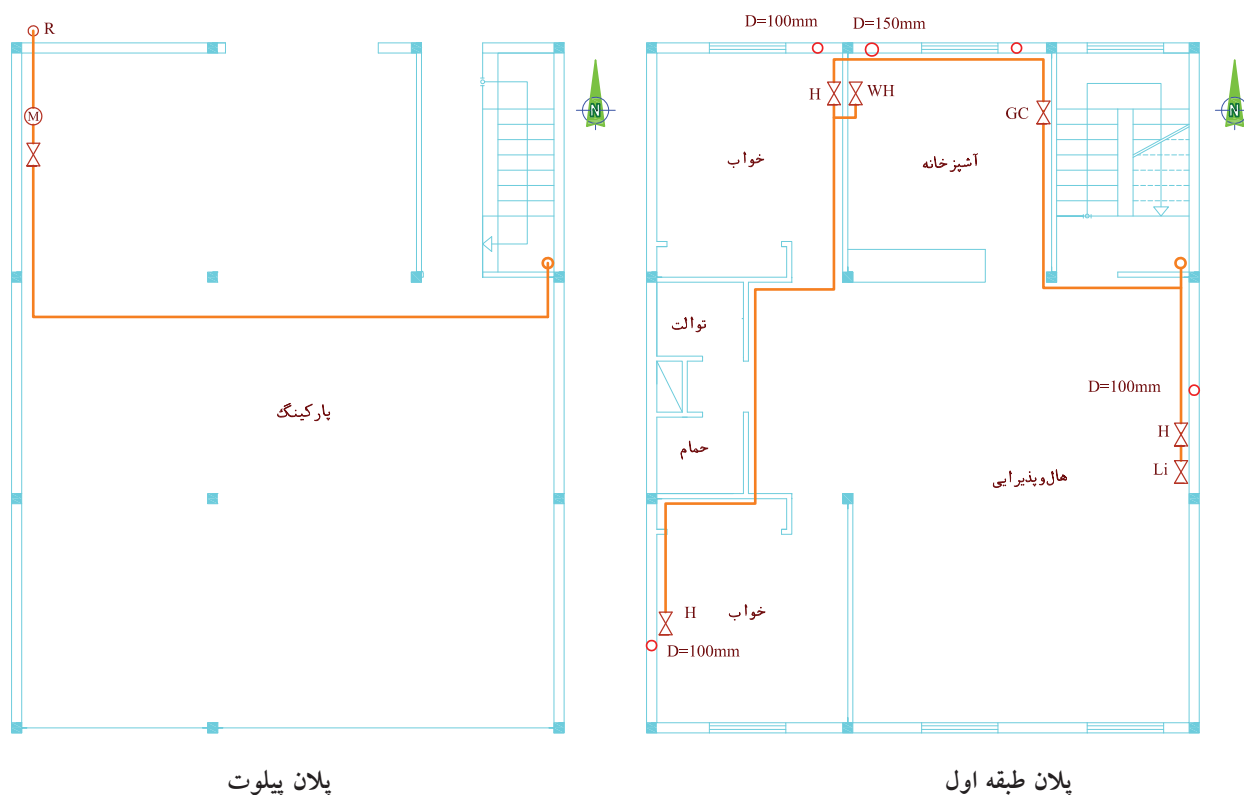 R
M
N
پارکینگ
پلان پیلوت
D=100mm
D=150mm
H
WH
GC
N
خواب
آشپزخانه
توالت
D=100mm
حمام
H
Li
هال‌وپذیرایی
خواب
H
D=100mm
پلان طبقه اول